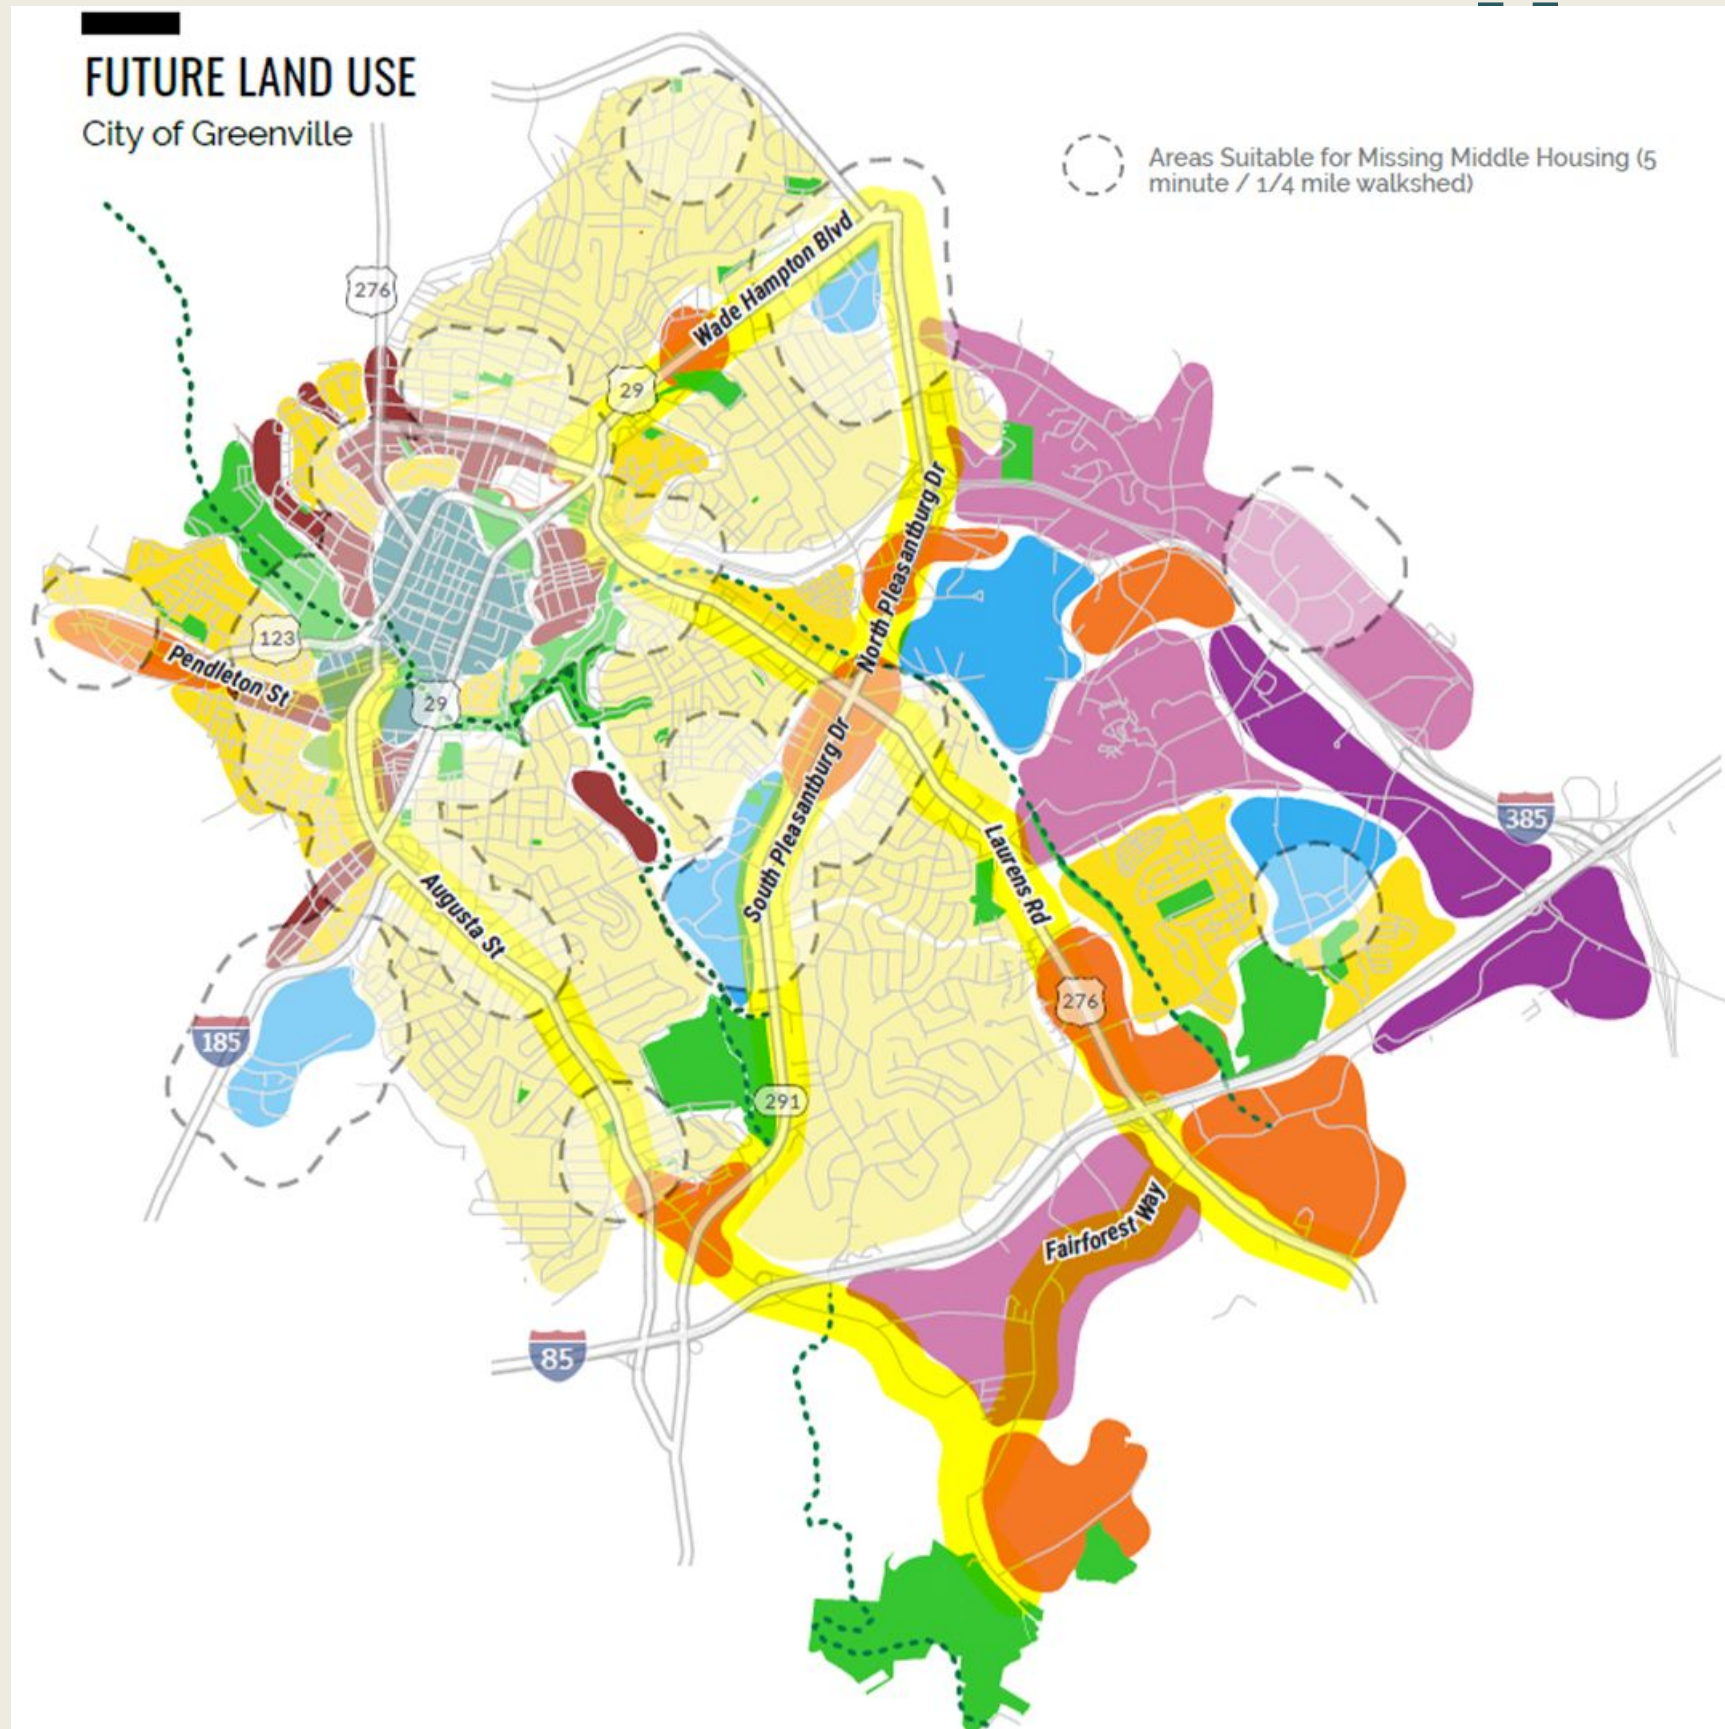 FUTURE LAND USE
City of Greenville
Areas Suitable for Missing Middle Housing (5
minute / 1/4 mile walkshed)
276
Wade Hampton Blvd
29
North Pleasantburg Dr
123
Pendleton St
29
South Pleasantburg Dr
385
Laurens Rd
Augusta St
276
185
291
Fairforest Way
85